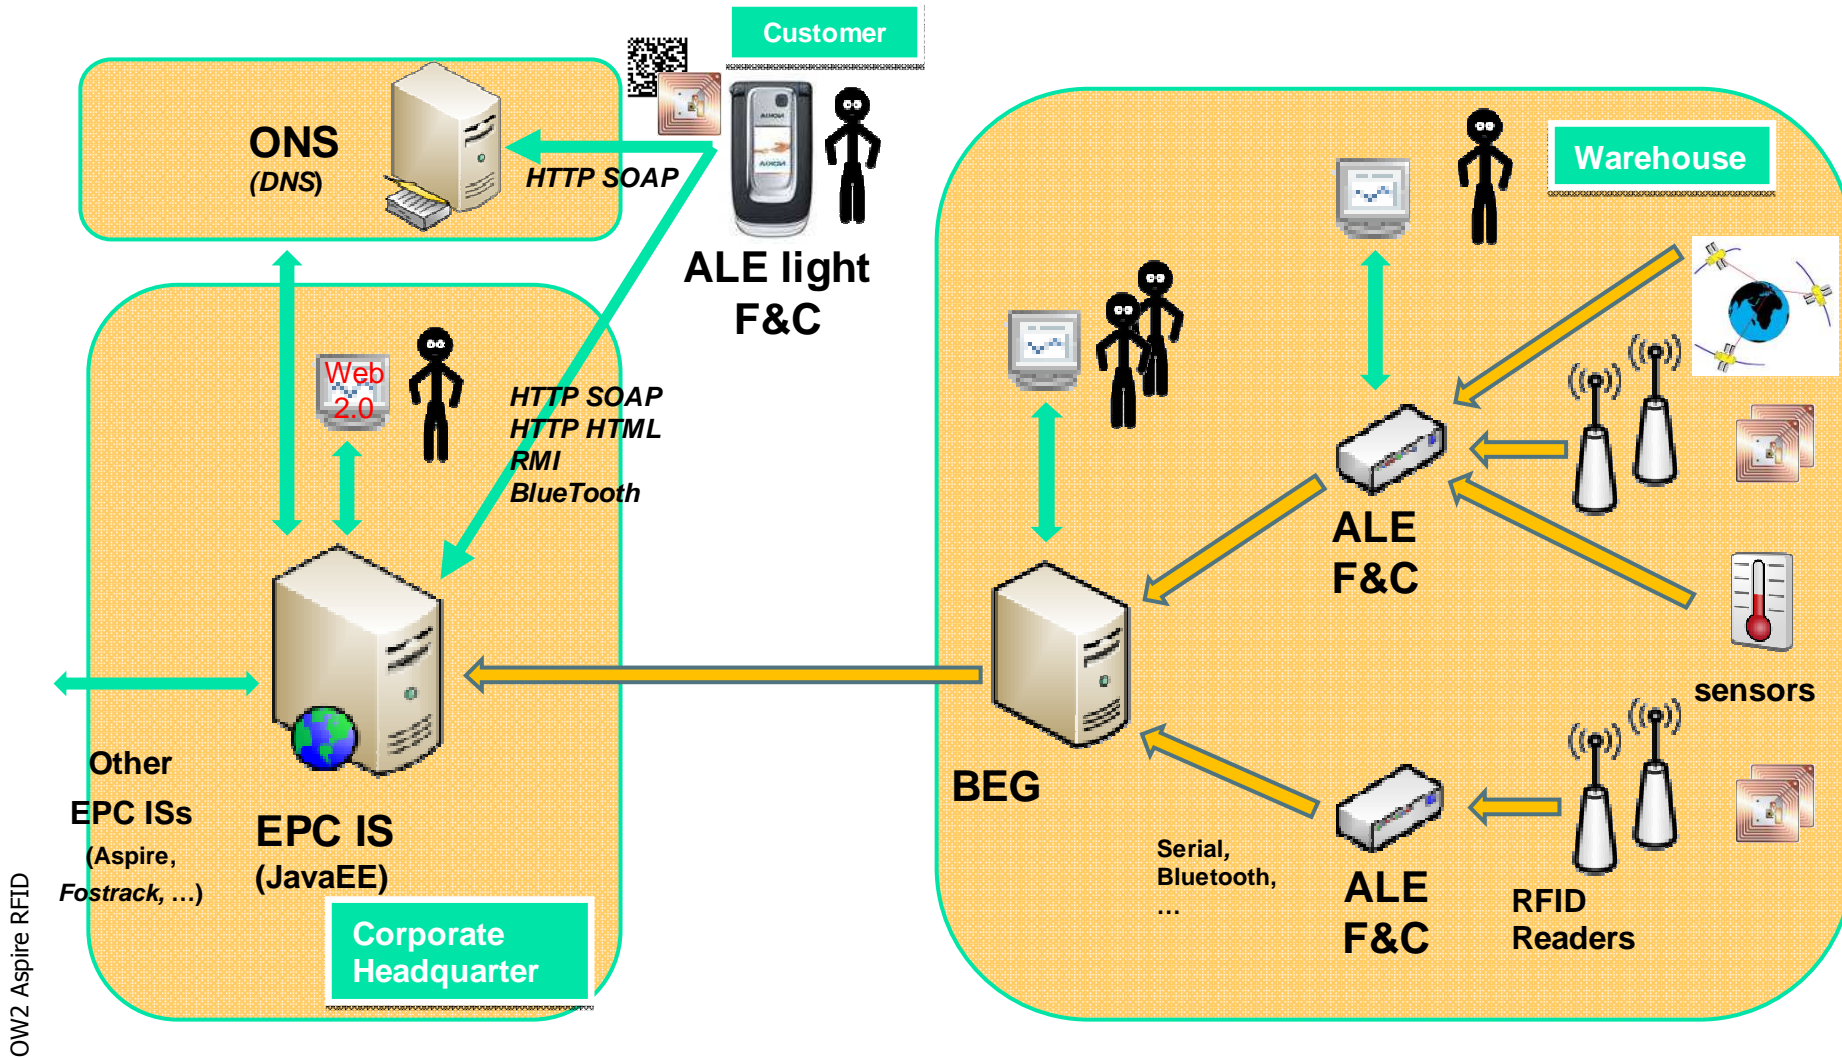 Customer
ONS
(DNS)
HTTP SOAP
ALE light
F&C
Warehouse
Web
2.0
HTTP SOAP
HTTP HTML
RMI
BlueTooth
ALE
F&C
sensors
Other
EPC ISs
(Aspire,
Fostrack, …)
EPC IS
(JavaEE)
BEG
Serial,
Bluetooth,
…
ALE
F&C
RFID
Readers
Corporate
Headquarter
OW2 Aspire RFID